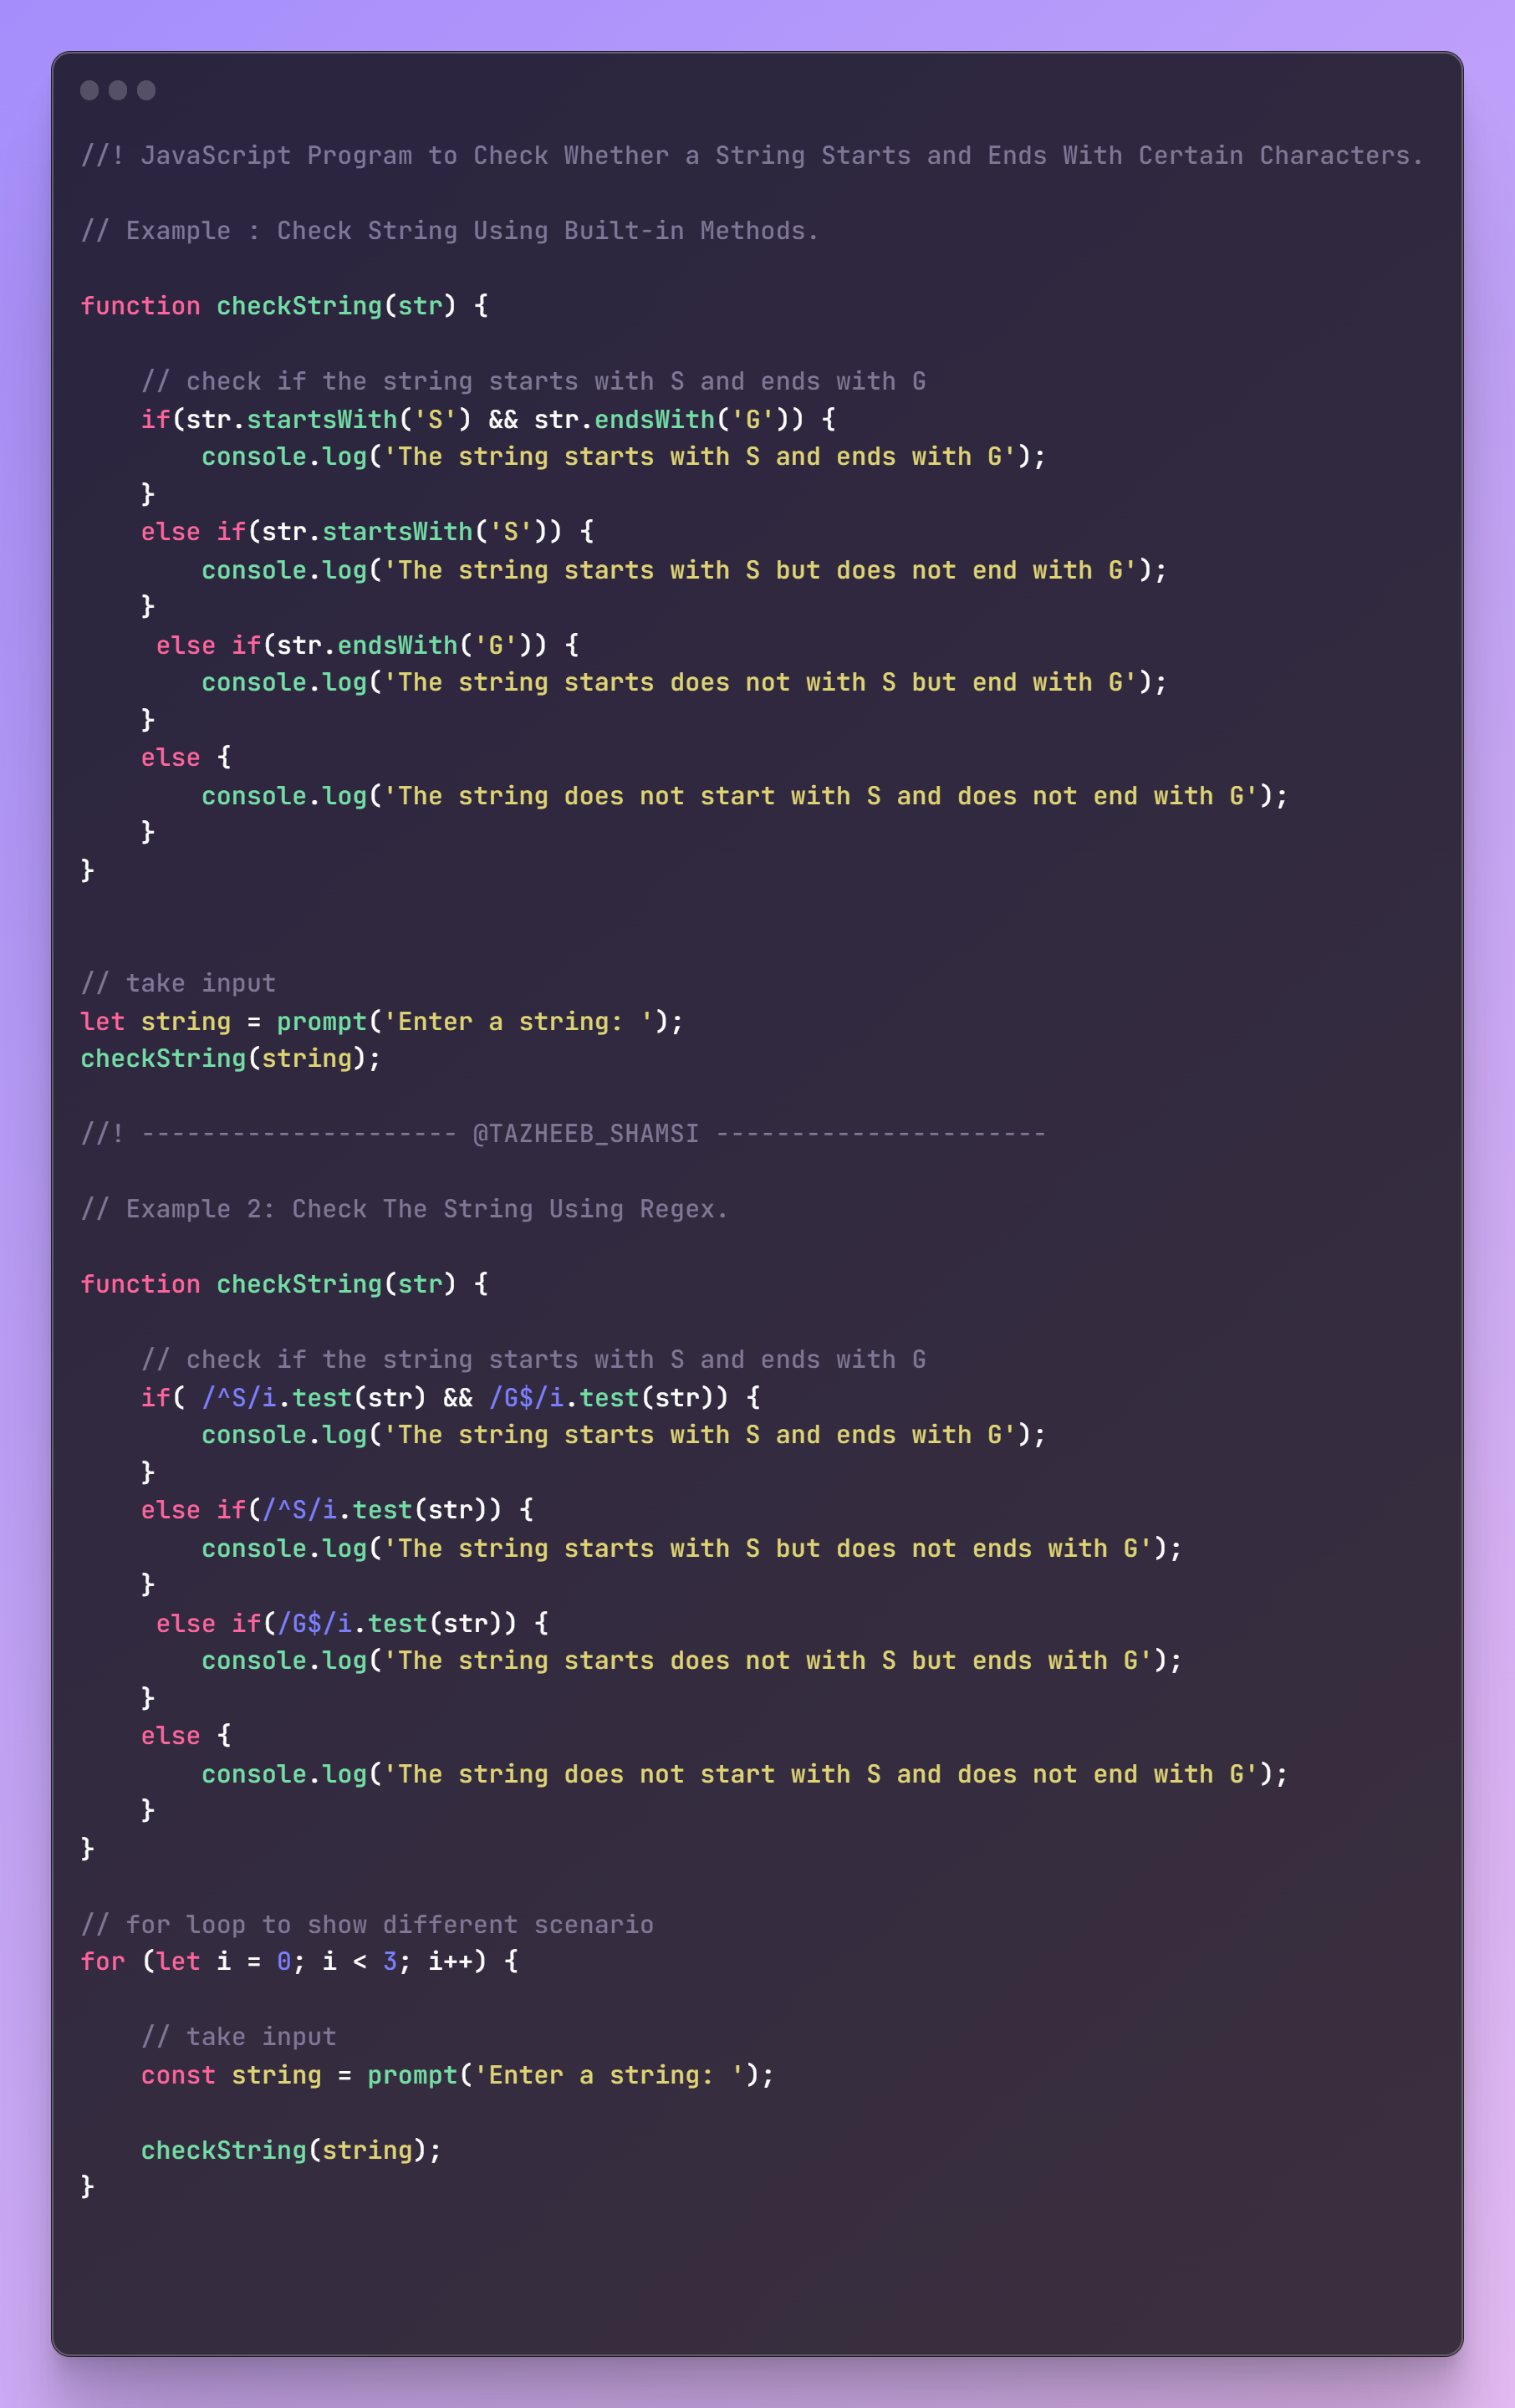 //! JavaScript Program to Check Whether a String Starts and Ends With Certain Characters.
// Example : Check String Using Built-in Methods.
function checkString(str) {
    // check if the string starts with S and ends with G
    if(str.startsWith('S') && str.endsWith('G')) {
        console.log('The string starts with S and ends with G');
    }
    else if(str.startsWith('S')) {
        console.log('The string starts with S but does not end with G');
    }
     else if(str.endsWith('G')) {
        console.log('The string starts does not with S but end with G');
    }
    else {
        console.log('The string does not start with S and does not end with G');
    }
}
// take input
let string = prompt('Enter a string: ');
checkString(string);
//! --------------------- @TAZHEEB_SHAMSI ----------------------
// Example 2: Check The String Using Regex.
function checkString(str) {
    // check if the string starts with S and ends with G
    if( /^S/i.test(str) && /G$/i.test(str)) {
        console.log('The string starts with S and ends with G');
    }
    else if(/^S/i.test(str)) {
        console.log('The string starts with S but does not ends with G');
    }
     else if(/G$/i.test(str)) {
        console.log('The string starts does not with S but ends with G');
    }
    else {
        console.log('The string does not start with S and does not end with G');
    }
}
// for loop to show different scenario
for (let i = 0; i < 3; i++) {
    // take input
    const string = prompt('Enter a string: ');
    checkString(string);
}